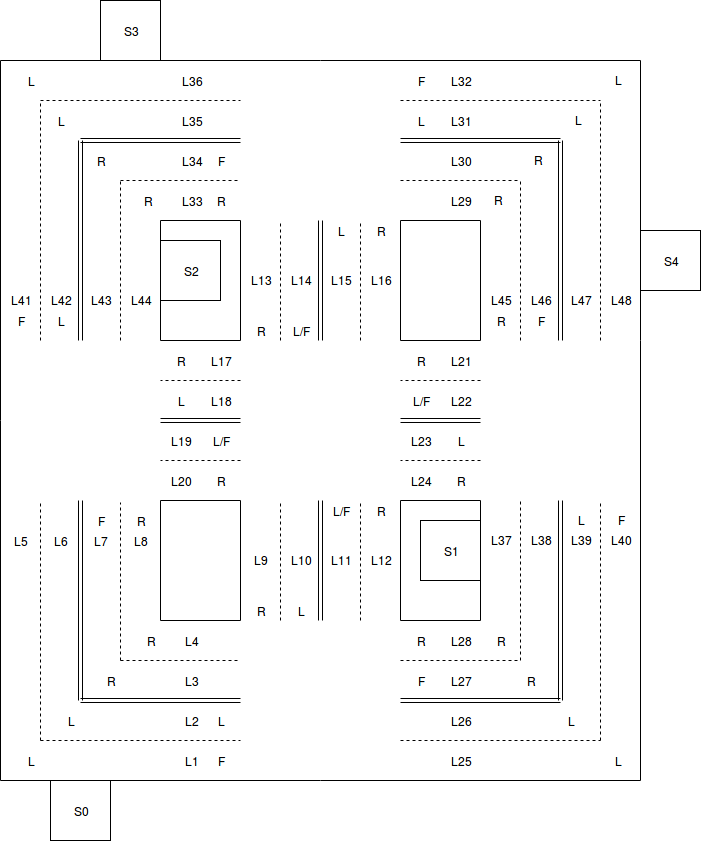 S3
L L36 F L32 L
L L35 L L31 L
R L34 F L30 R
R L33 R L29 R
L R
S2 S4
L13 L14 L15 L16
L41 L42 L43 L44 L45 L46 L47 L48
F L R F
R L/F
R L17 R L21
L L18 L/F L22
L19 L/F L23 L
L20 R L24 R
L/F R
F R L F
L5 L6 L7 L8 L37 L38 L39 L40
S1
L9 L10 L11 L12
R L
R L4 R L28 R
R L3 F L27 R
L L2 L L26 L
L L1 F L25 L
S0